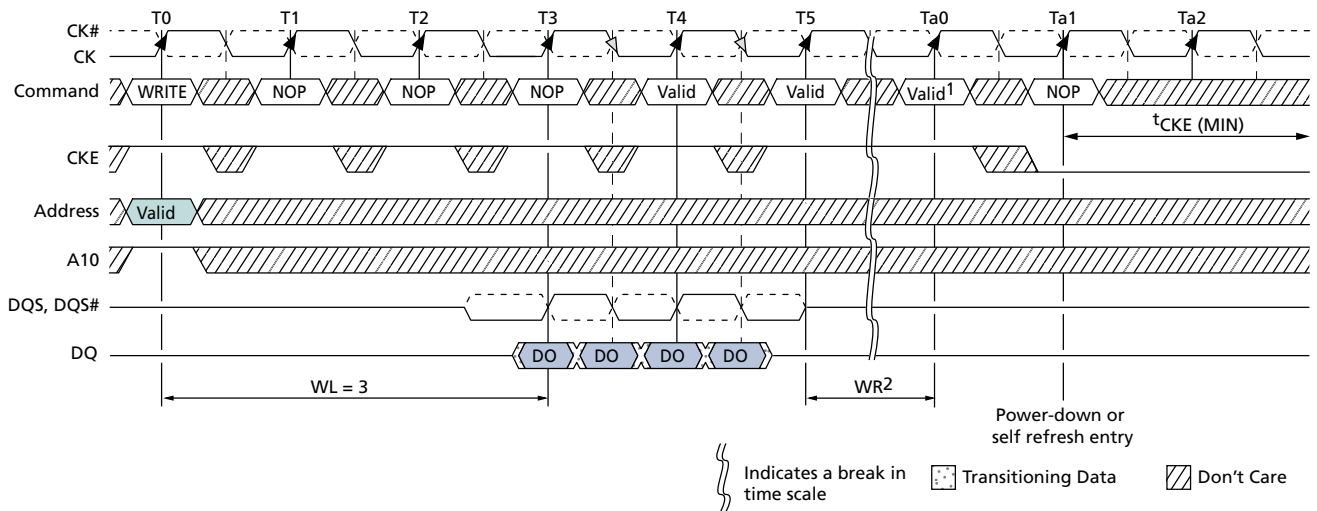 T0 T1 T2 T3 T4 T5 Ta0 Ta1 Ta2
CK#
CK
Command WRITE NOP NOP NOP Valid Valid Valid1 NOP
tCKE (MIN)
CKE
Address Valid
A10
DQS, DQS#
DQ DO DO DO DO
WL = 3 WR2
Power-down or
self refresh entry
Indicates a break in
time scale
Transitioning Data
Don't Care